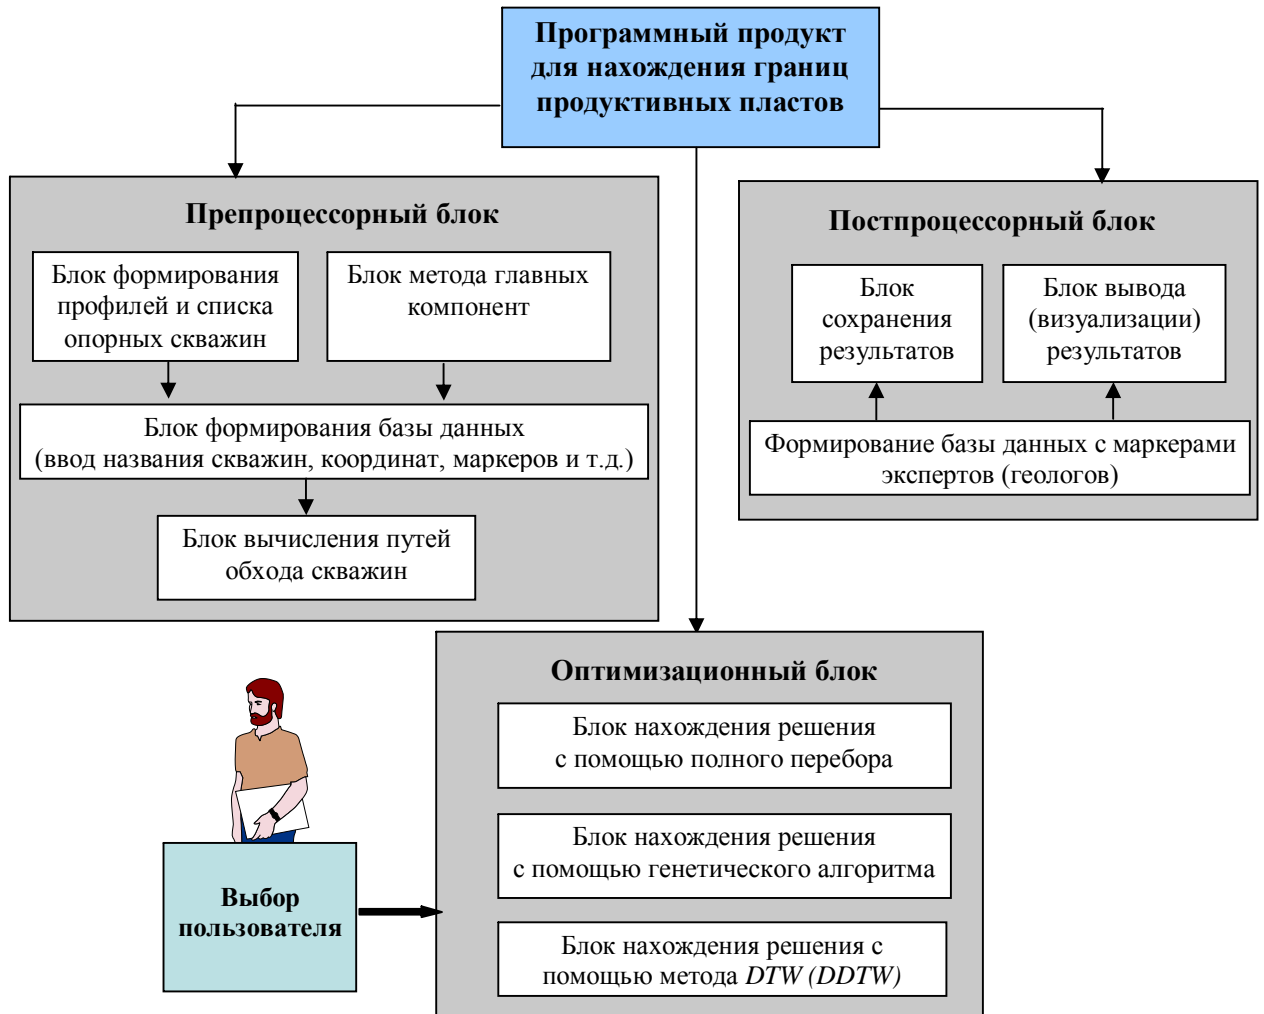 Программный продукт
для нахождения границ
продуктивных пластов
Препроцессорный блок
Блок формирования
профилей и списка
опорных скважин
Блок метода главных
компонент
Блок формирования базы данных
(ввод названия скважин, координат, маркеров и т.д.)
Блок вычисления путей
обхода скважин
Постпроцессорный блок
Блок
сохранения
результатов
Блок вывода
(визуализации)
результатов
Формирование базы данных с маркерами
экспертов (геологов)
Оптимизационный блок
Блок нахождения решения
с помощью полного перебора
Блок нахождения решения
с помощью генетического алгоритма
Блок нахождения решения с
помощью метода DTW (DDTW)
Выбор
пользователя